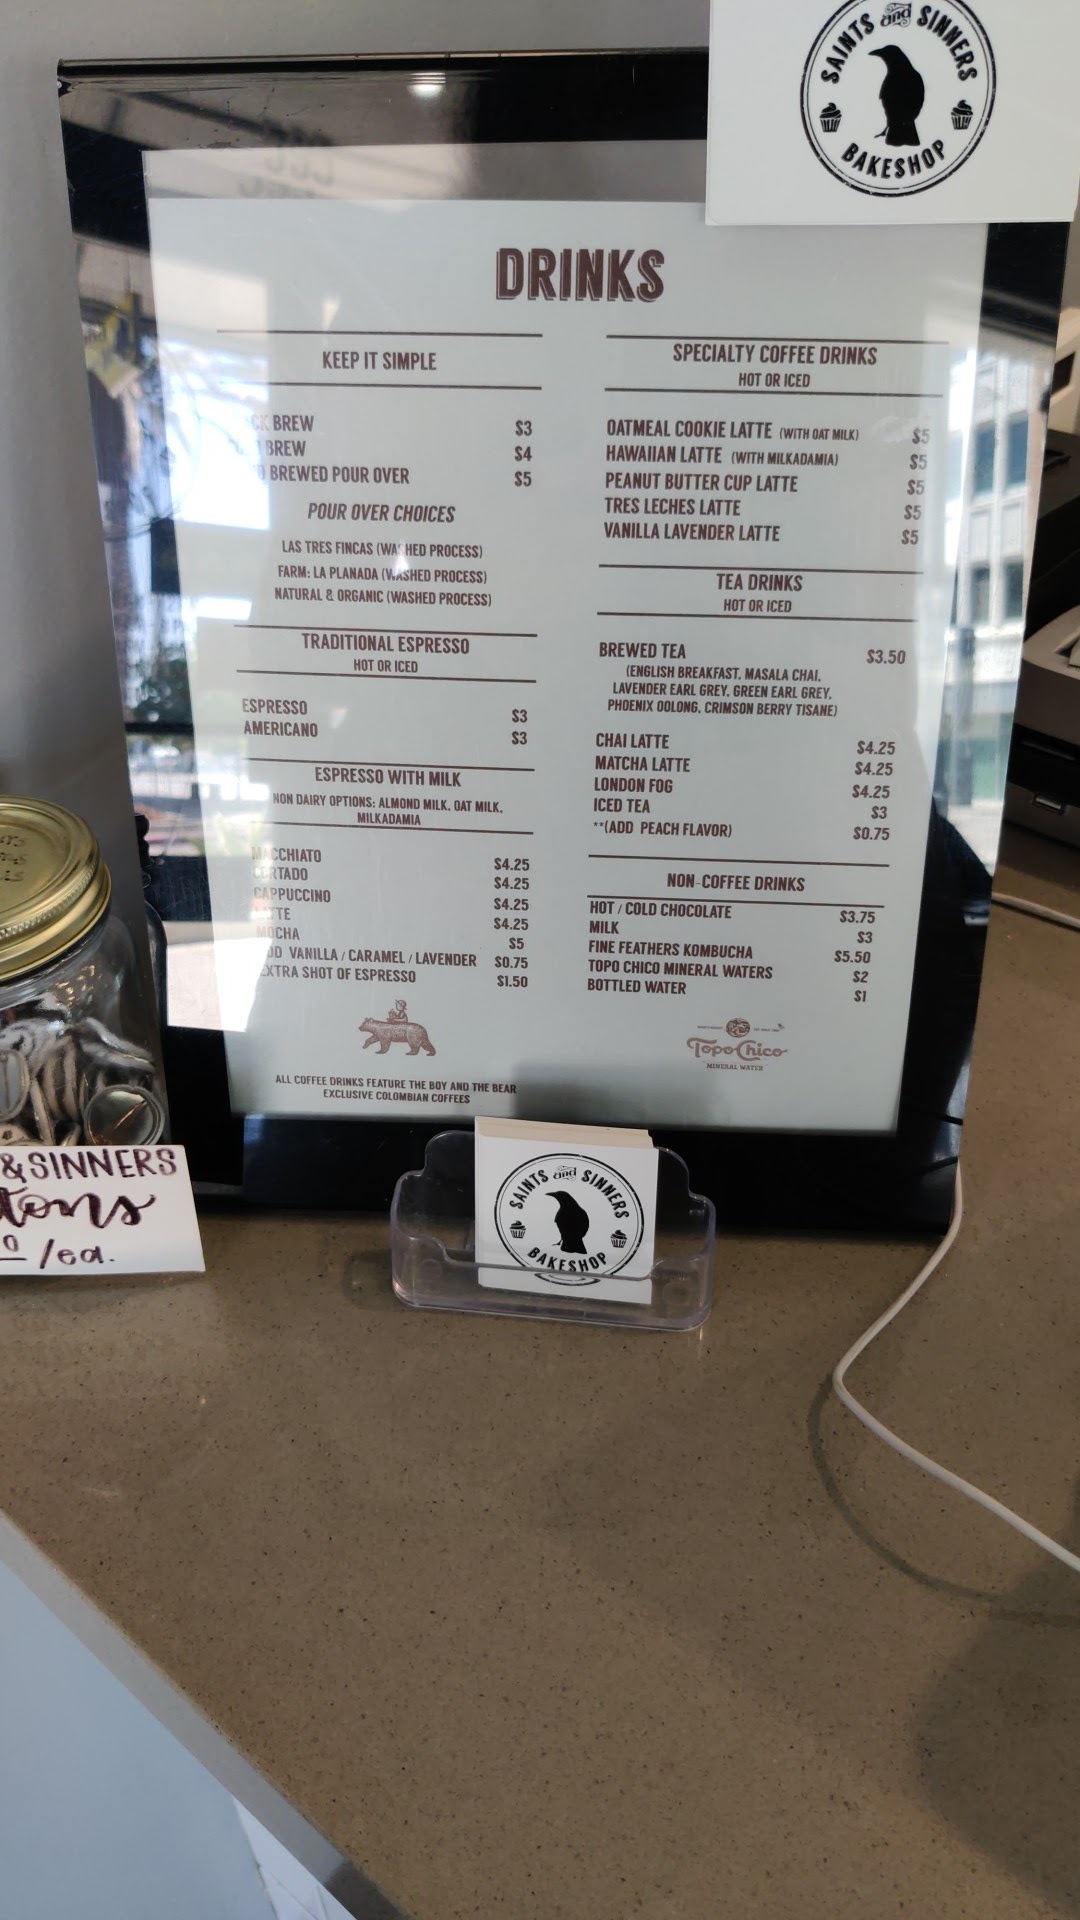 SAINTS and SINNERS
BAKESHOP
DRINKS
KEEP IT SIMPLE
BREW $3
BREW $4
BREWED POUR OVER $5
POUR OVER CHOICES
LAS TRES FINCAS (WASHED PROCESS)
FARM: LA PLANADA (WASHED PROCESS)
NATURAL & ORGANIC (WASHED PROCESS)
TRADITIONAL ESPRESSO
HOT OR ICED
ESPRESSO $3
AMERICANO $3
ESPRESSO WITH MILK
NON DAIRY OPTIONS: ALMOND MILK, OAT MILK,
MILKADAMIA
MACCHIATO $4.25
CORTADO $4.25
CAPPUCCINO $4.25
LATTE $4.25
MOCHA $5
ADD VANILLA / CARAMEL / LAVENDER $0.75
EXTRA SHOT OF ESPRESSO $1.50
ALL COFFEE DRINKS FEATURE THE BOY AND THE BEAR
EXCLUSIVE COLOMBIAN COFFEES
SPECIALTY COFFEE DRINKS
HOT OR ICED
OATMEAL COOKIE LATTE (WITH OAT MILK) $5
HAWAIIAN LATTE (WITH MILKADAMIA) $5
PEANUT BUTTER CUP LATTE $5
TRES LECHES LATTE $5
VANILLA LAVENDER LATTE $5
TEA DRINKS
HOT OR ICED
BREWED TEA $3.50
(ENGLISH BREAKFAST, MASALA CHAI,
LAVENDER EARL GREY, GREEN EARL GREY,
PHOENIX OOLONG, CRIMSON BERRY TISANE)
CHAI LATTE $4.25
MATCHA LATTE $4.25
LONDON FOG $4.25
ICED TEA $3
**(ADD PEACH FLAVOR) $0.75
NON-COFFEE DRINKS
HOT / COLD CHOCOLATE $3.75
MILK $3
FINE FEATHERS KOMBUCHA $5.50
TOPO CHICO MINERAL WATERS $2
BOTTLED WATER $1
Topo Chico
MINERAL WATER
& SINNERS
/ea.
SAINTS and SINNERS
BAKESHOP